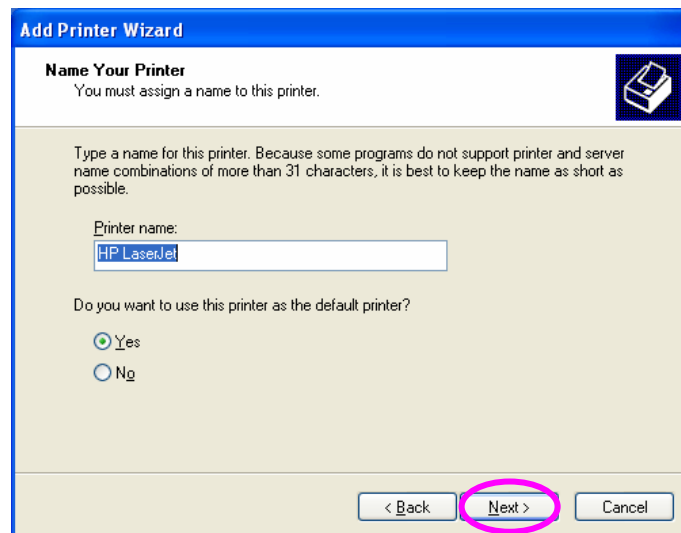 Add Printer Wizard
Name Your Printer
You must assign a name to this printer.
Type a name for this printer. Because some programs do not support printer and server
name combinations of more than 31 characters, it is best to keep the name as short as
possible.
Printer name:
HP LaserJet
Do you want to use this printer as the default printer?
Yes
No
< Back Next > Cancel